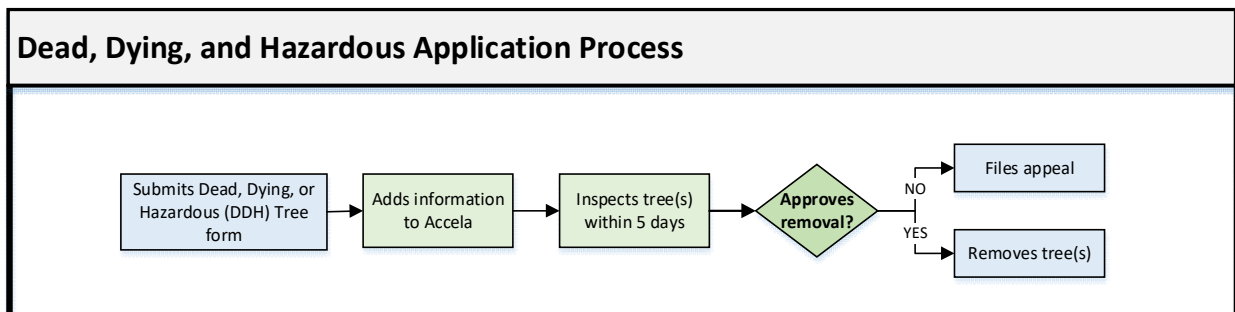 Dead, Dying, and Hazardous Application Process
Submits Dead, Dying, or
Hazardous (DDH) Tree
form
Adds information
to Accela
Inspects tree(s)
within 5 days
Approves
removal?
NO
Files appeal
YES
Removes tree(s)